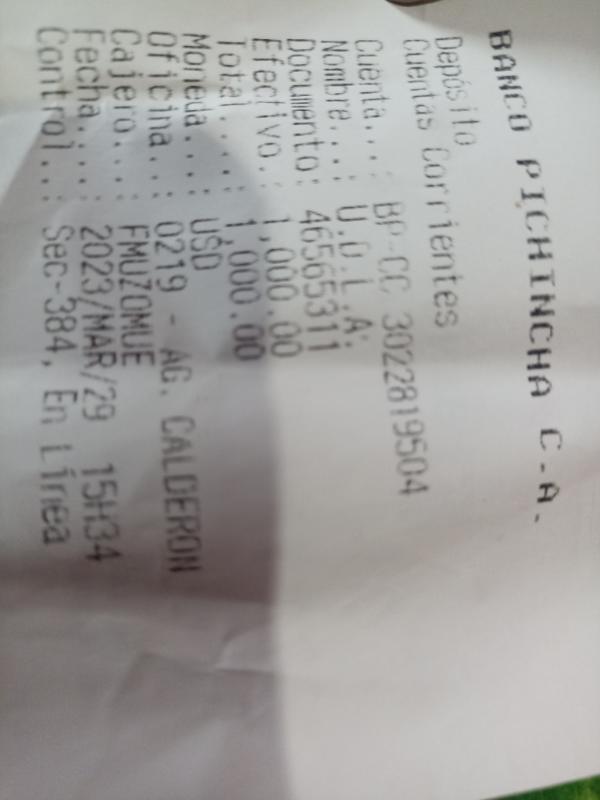 BANCO PICHINCHA C.A.
Depósito
Cuentas Corrientes
Cuenta...: BP-CC 3022819504
Nombre...: U.D.L.A.
Documento: 46565311
Efectivo.: 1,000.00
Total....: 1,000.00
Moneda...: USD
Oficina..: 0219 - AG. CALDERON
Cajero...: FMUZOMUE
Fecha....: 2023/MAR/29 15H34
Control..: Sec-384, En Línea